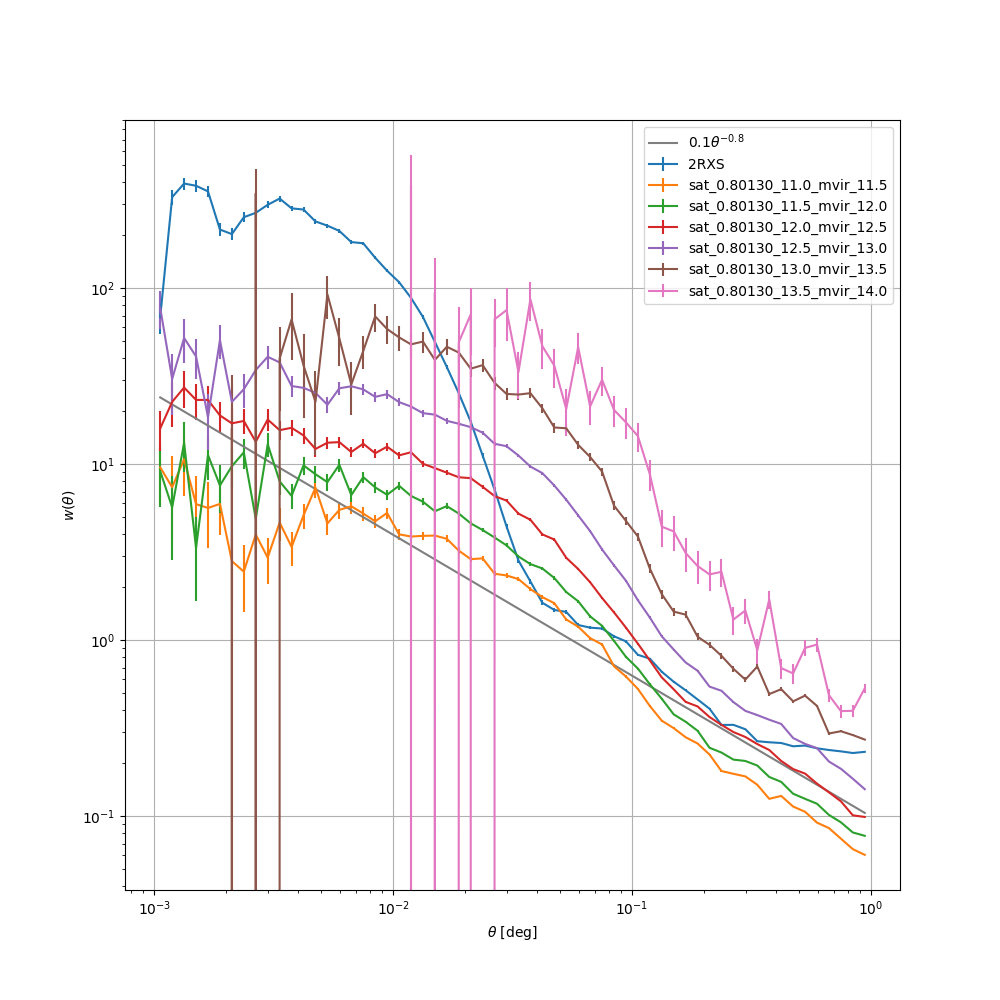 0.1θ^−0.8
2RXS
sat_0.80130_11.0_mvir_11.5
sat_0.80130_11.5_mvir_12.0
sat_0.80130_12.0_mvir_12.5
sat_0.80130_12.5_mvir_13.0
sat_0.80130_13.0_mvir_13.5
sat_0.80130_13.5_mvir_14.0
10^2
10^1
10^0
10^−1
w(θ)
10^−3 10^−2 10^−1 10^0
θ [deg]